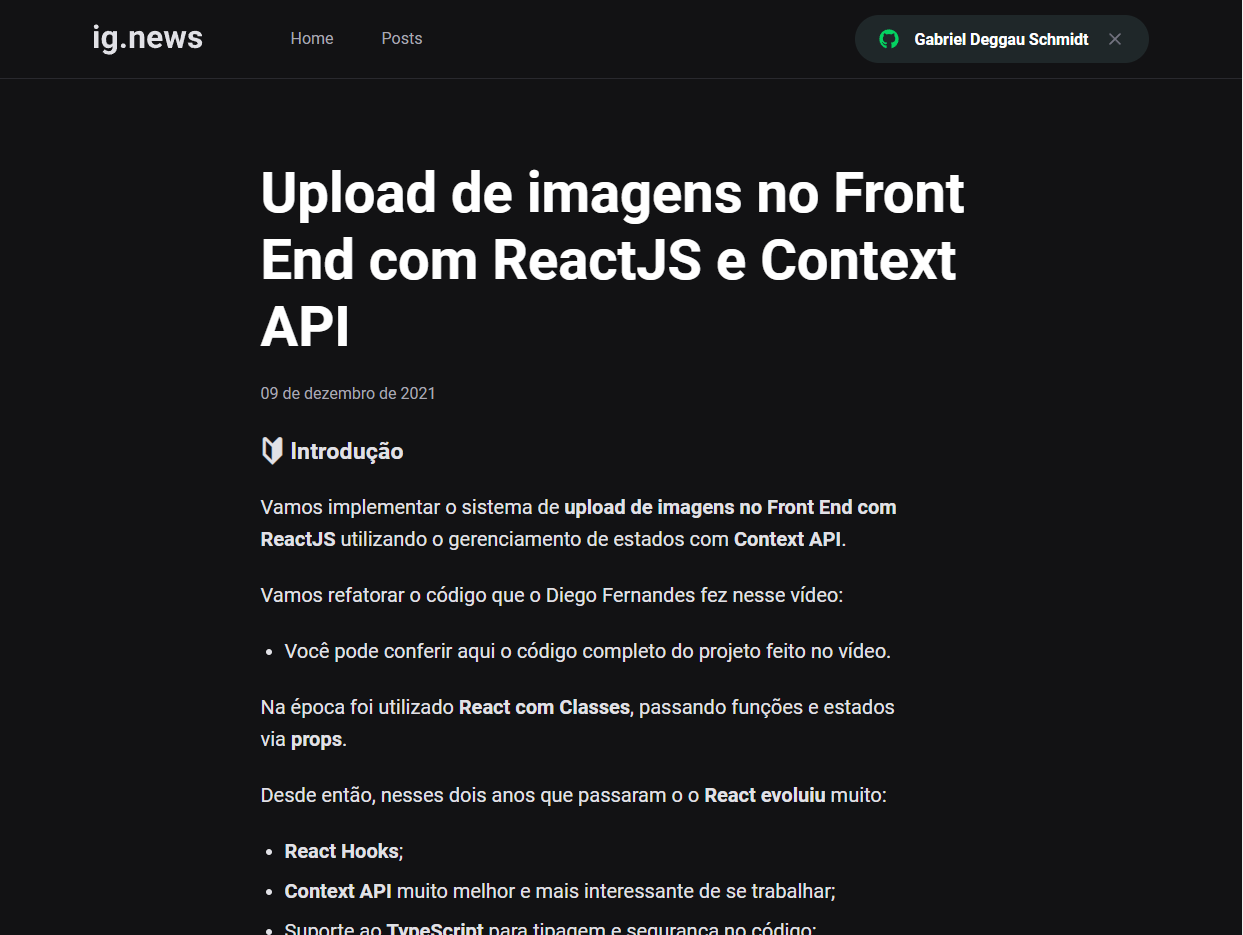 ig.news
Home
Posts
Gabriel Deggau Schmidt
Upload de imagens no Front
End com ReactJS e Context
API
09 de dezembro de 2021
🔰 Introdução
Vamos implementar o sistema de upload de imagens no Front End com
ReactJS utilizando o gerenciamento de estados com Context API.
Vamos refatorar o código que o Diego Fernandes fez nesse vídeo:
• Você pode conferir aqui o código completo do projeto feito no vídeo.
Na época foi utilizado React com Classes, passando funções e estados
via props.
Desde então, nesses dois anos que passaram o o React evoluiu muito:
• React Hooks;
• Context API muito melhor e mais interessante de se trabalhar;
• Suporte ao TypeScript para tipagem e segurança no código;